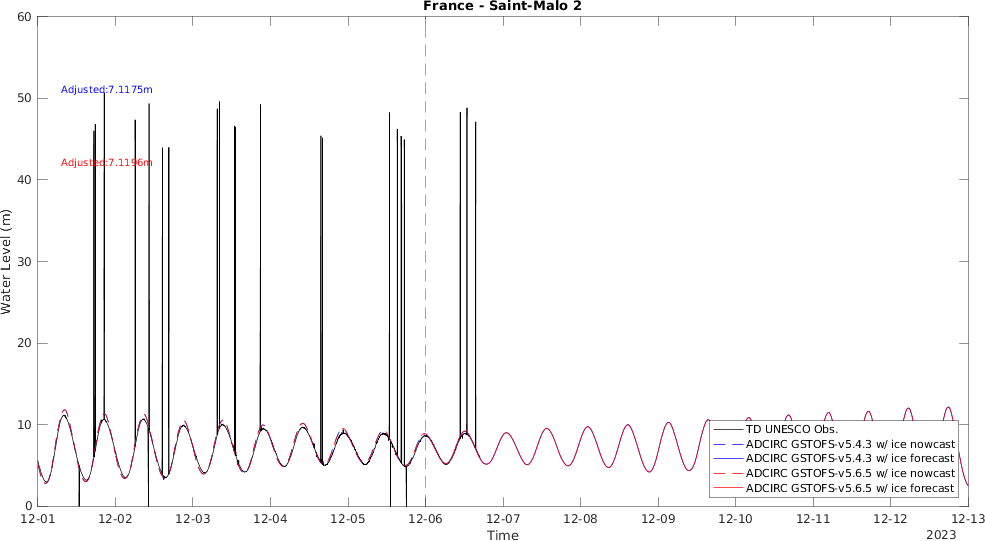 France - Saint-Malo 2
60
50
40
30
20
10
0
Water Level (m)
Adjusted:7.1175m
Adjusted:7.1196m
TD UNESCO Obs.
ADCIRC GSTOFS-v5.4.3 w/ ice nowcast
ADCIRC GSTOFS-v5.4.3 w/ ice forecast
ADCIRC GSTOFS-v5.6.5 w/ ice nowcast
ADCIRC GSTOFS-v5.6.5 w/ ice forecast
12-01 12-02 12-03 12-04 12-05 12-06 12-07 12-08 12-09 12-10 12-11 12-12 12-13
Time
2023